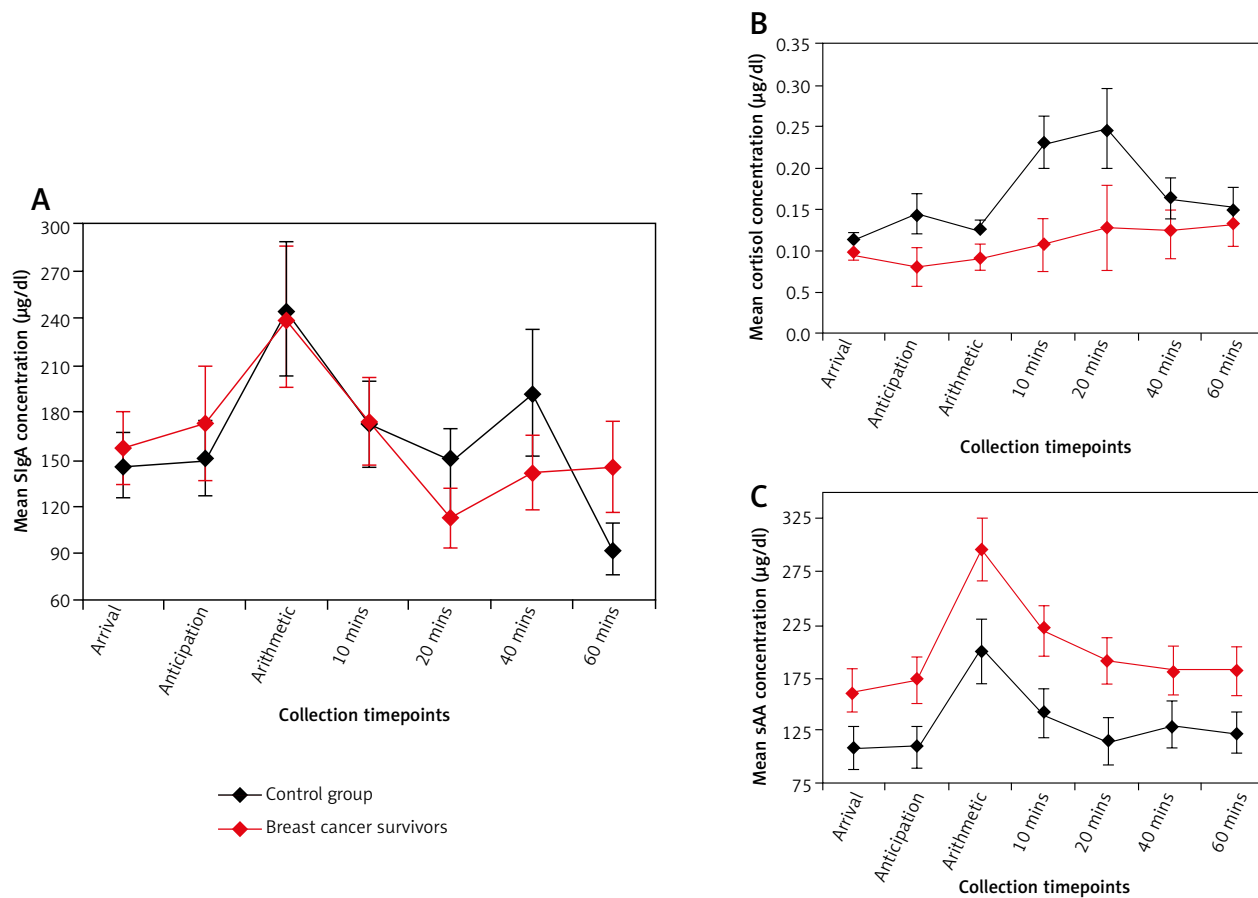 A
Mean SIgA concentration (µg/dl)
300
270
240
210
180
150
120
90
60
Arrival
Anticipation
Arithmetic
10 mins
20 mins
40 mins
60 mins
Collection timepoints
Control group
Breast cancer survivors
B
Mean cortisol concentration (µg/dl)
0.35
0.30
0.25
0.20
0.15
0.10
0.5
0.0
Arrival
Anticipation
Arithmetic
10 mins
20 mins
40 mins
60 mins
Collection timepoints
C
Mean sAA concentration (µg/dl)
325
275
225
175
125
75
Arrival
Anticipation
Arithmetic
10 mins
20 mins
40 mins
60 mins
Collection timepoints